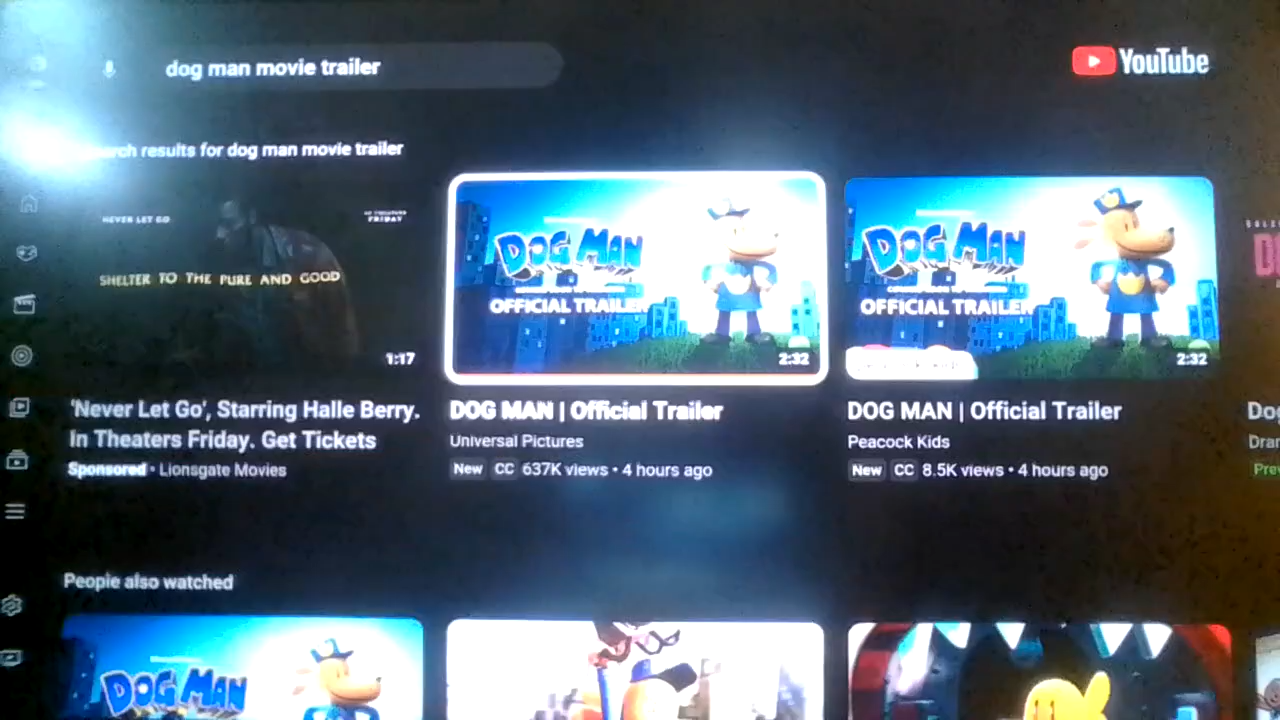 dog man movie trailer
YouTube
results for dog man movie trailer
NEVER LET GO
FRIDAY
SHELTER TO THE PURE AND GOOD
1:17
DOG MAN
OFFICIAL TRAILER
2:32
DOG MAN
OFFICIAL TRAILER
2:32
'Never Let Go', Starring Halle Berry.
In Theaters Friday. Get Tickets
Sponsored • Lionsgate Movies
DOG MAN | Official Trailer
Universal Pictures
New CC 637K views • 4 hours ago
DOG MAN | Official Trailer
Peacock Kids
New CC 8.5K views • 4 hours ago
People also watched
DOG MAN